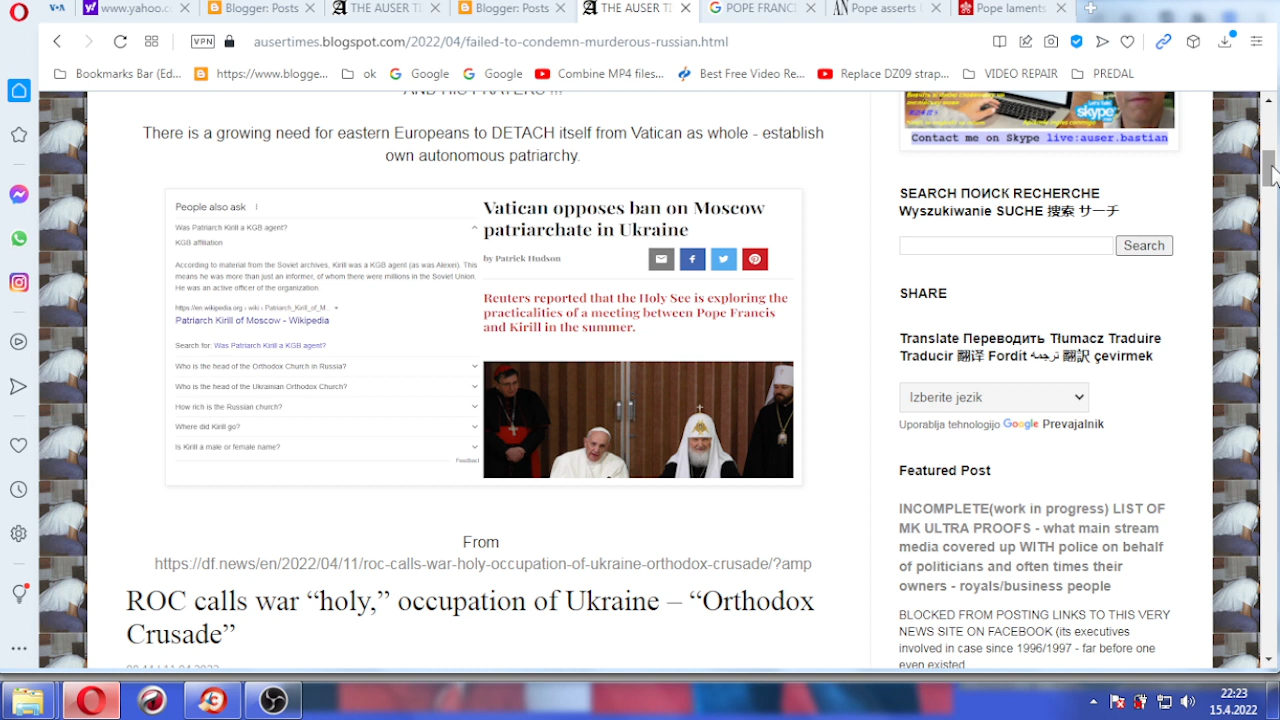 www.yahoo.c
Blogger: Posts
THE AUSER TI
Blogger: Posts
THE AUSER TI
POPE FRANCI
Pope asserts U
Pope laments
VPN
ausertimes.blogspot.com/2022/04/failed-to-condemn-murderous-russian.html
Bookmarks Bar (Ed...
https://www.blogge...
ok
Google
Google
Combine MP4 files...
Best Free Video Re...
Replace DZ09 strap...
VIDEO REPAIR
PREDAL
There is a growing need for eastern Europeans to DETACH itself from Vatican as whole - establish
own autonomous patriarchy.
People also ask
Was Patriarch Kirill a KGB agent?
KGB affiliation
According to material from the Soviet archives, Kirill was a KGB agent (as was Alexei). This
means he was more than just an informer, of whom there were millions in the Soviet Union.
He was an active officer of the organization.
https://en.wikipedia.org › wiki › Patriarch_Kirill_of_M...
Patriarch Kirill of Moscow - Wikipedia
Search for: Was Patriarch Kirill a KGB agent?
Who is the head of the Orthodox Church in Russia?
Who is the head of the Ukrainian Orthodox Church?
How rich is the Russian church?
Where did Kirill go?
Is Kirill a male or female name?
Feedback
Vatican opposes ban on Moscow
patriarchate in Ukraine
by Patrick Hudson
Reuters reported that the Holy See is exploring the
practicalities of a meeting between Pope Francis
and Kirill in the summer.
From
https://df.news/en/2022/04/11/roc-calls-war-holy-occupation-of-ukraine-orthodox-crusade/?amp
ROC calls war “holy,” occupation of Ukraine – “Orthodox
Crusade”
Let's talk
skype
Contact me on Skype live:auser.bastian
SEARCH ПОИСК RECHERCHE
Wyszukiwanie SUCHE 搜索 サーチ
Search
SHARE
Translate Переводить Tłumacz Traduire
Traducir 翻译 Fordít ترجمة 翻訳 çevirmek
Izberite jezik
Uporablja tehnologijo Google Prevajalnik
Featured Post
INCOMPLETE(work in progress) LIST OF
MK ULTRA PROOFS - what main stream
media covered up WITH police on behalf
of politicians and often times their
owners - royals/business people
BLOCKED FROM POSTING LINKS TO THIS VERY
NEWS SITE ON FACEBOOK (its executives
involved in case since 1996/1997 - far before one
even existed
22:23
15.4.2022